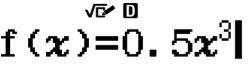 √E/ D
f(x)=0.5x³